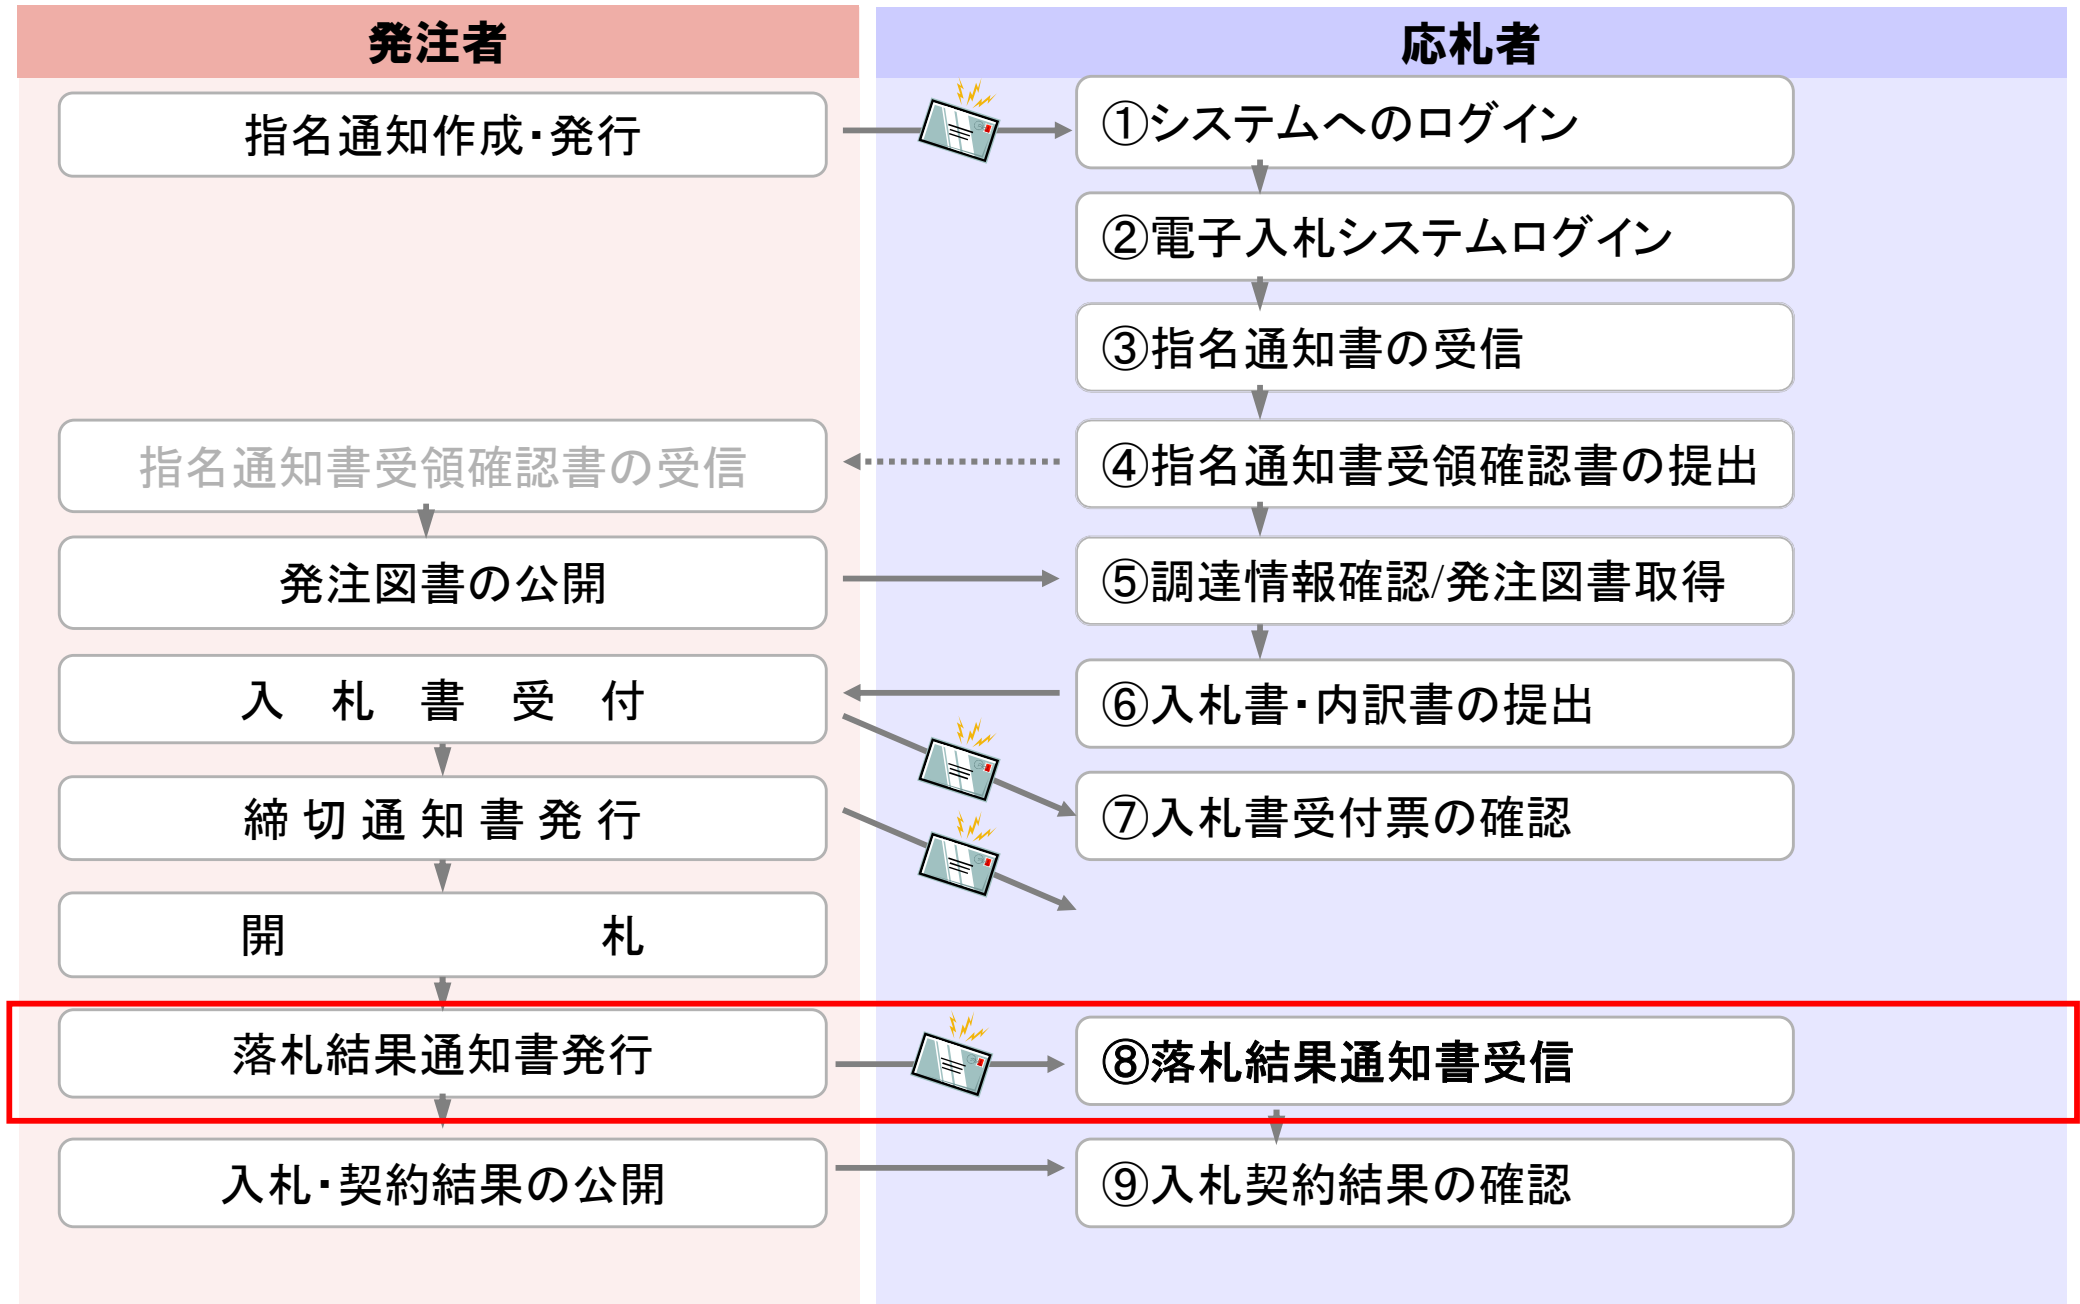 発注者
応札者
指名通知作成・発行
①システムへのログイン
②電子入札システムログイン
③指名通知書の受信
指名通知書受領確認書の受信
④指名通知書受領確認書の提出
発注図書の公開
⑤調達情報確認/発注図書取得
入 札 書 受 付
⑥入札書・内訳書の提出
締切通知書発行
⑦入札書受付票の確認
開 札
落札結果通知書発行
⑧落札結果通知書受信
入札・契約結果の公開
⑨入札契約結果の確認